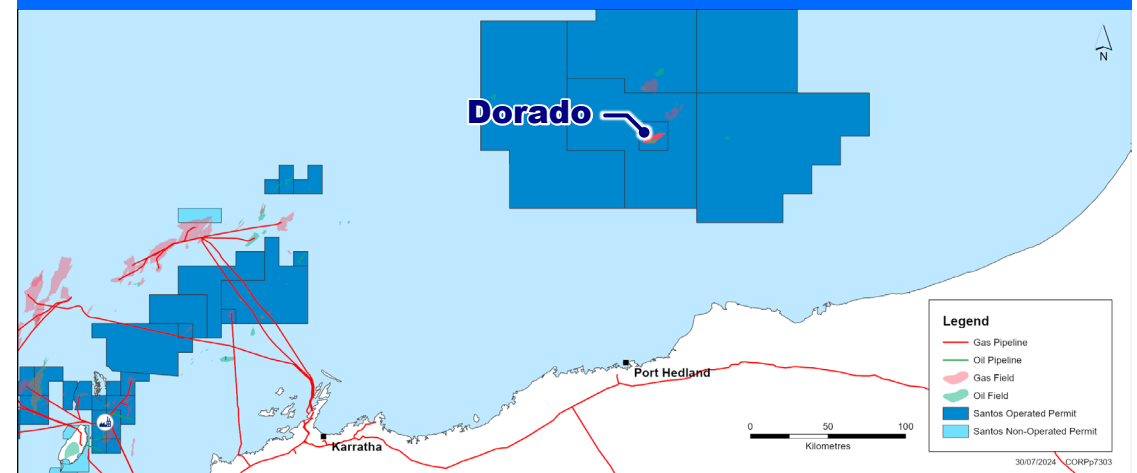 N
Dorado
Port Hedland
Karratha
0 50 100
Kilometres
Legend
Gas Pipeline
Oil Pipeline
Gas Field
Oil Field
Santos Operated Permit
Santos Non-Operated Permit
30/07/2024 CORPp7303